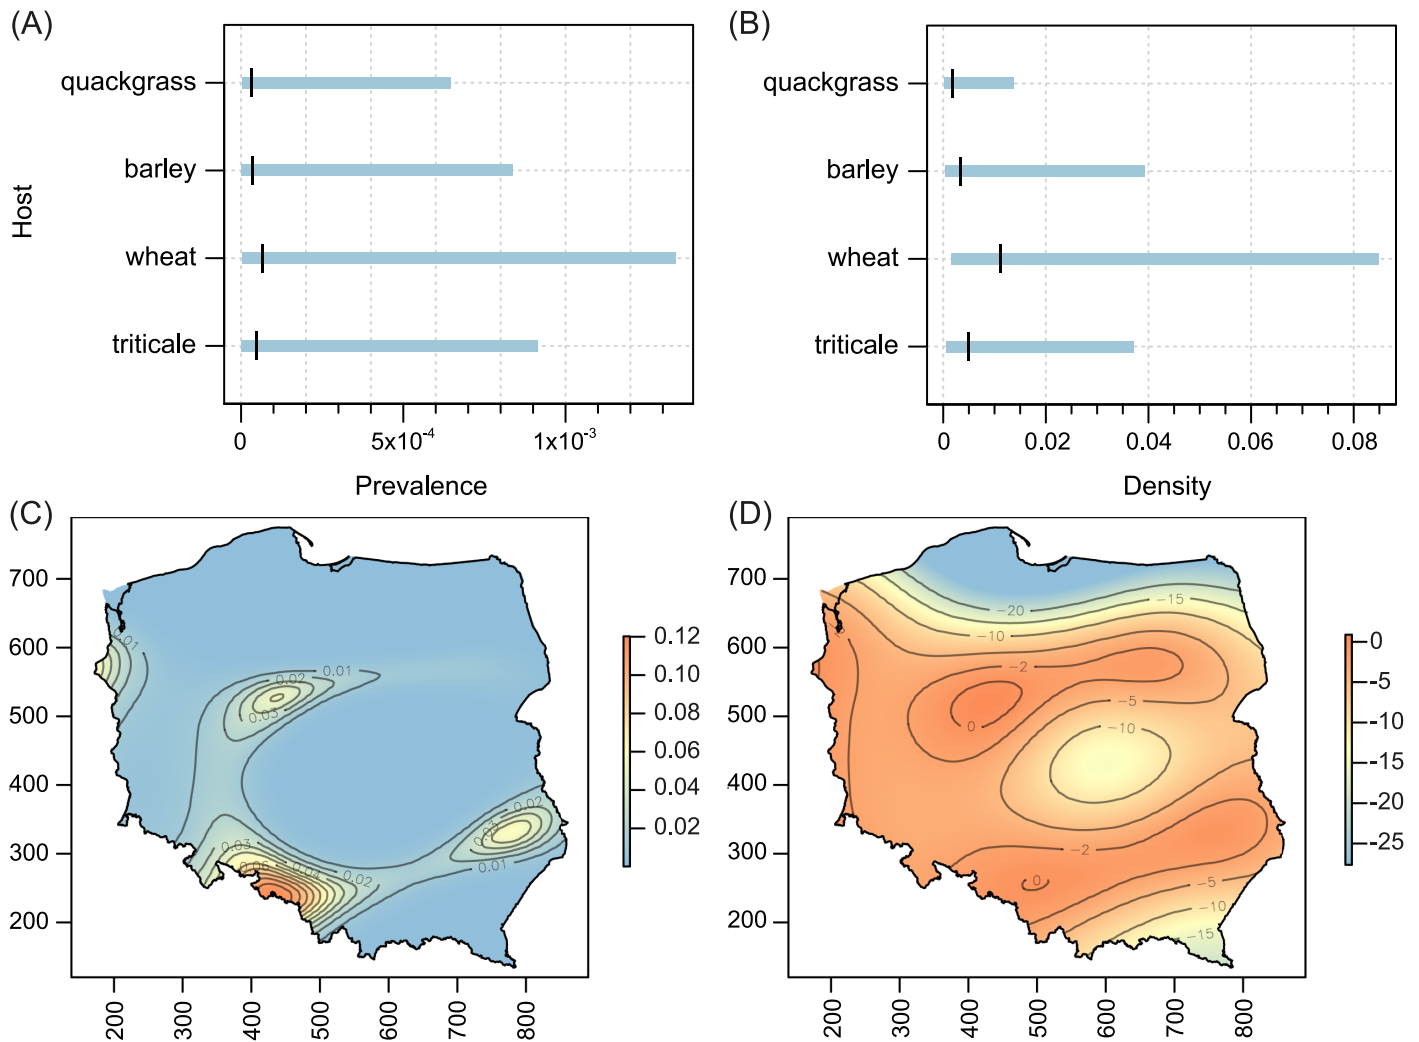 (A)
Host
quackgrass
barley
wheat
triticale
0 5x10⁻⁴ 1x10⁻³
Prevalence
(B)
quackgrass
barley
wheat
triticale
0 0.02 0.04 0.06 0.08
Density
(C)
700
600
500
400
300
200
200 300 400 500 600 700 800
0.01
0.02
0.01
0.03
0.02
0.03
0.01
0.03
0.06
0.04
0.02
0.12
0.10
0.08
0.06
0.04
0.02
(D)
700
600
500
400
300
200
200 300 400 500 600 700 800
−20
−15
−10
−2
−5
0
−10
−2
0
−5
−10
−15
0
-5
-10
-15
-20
-25